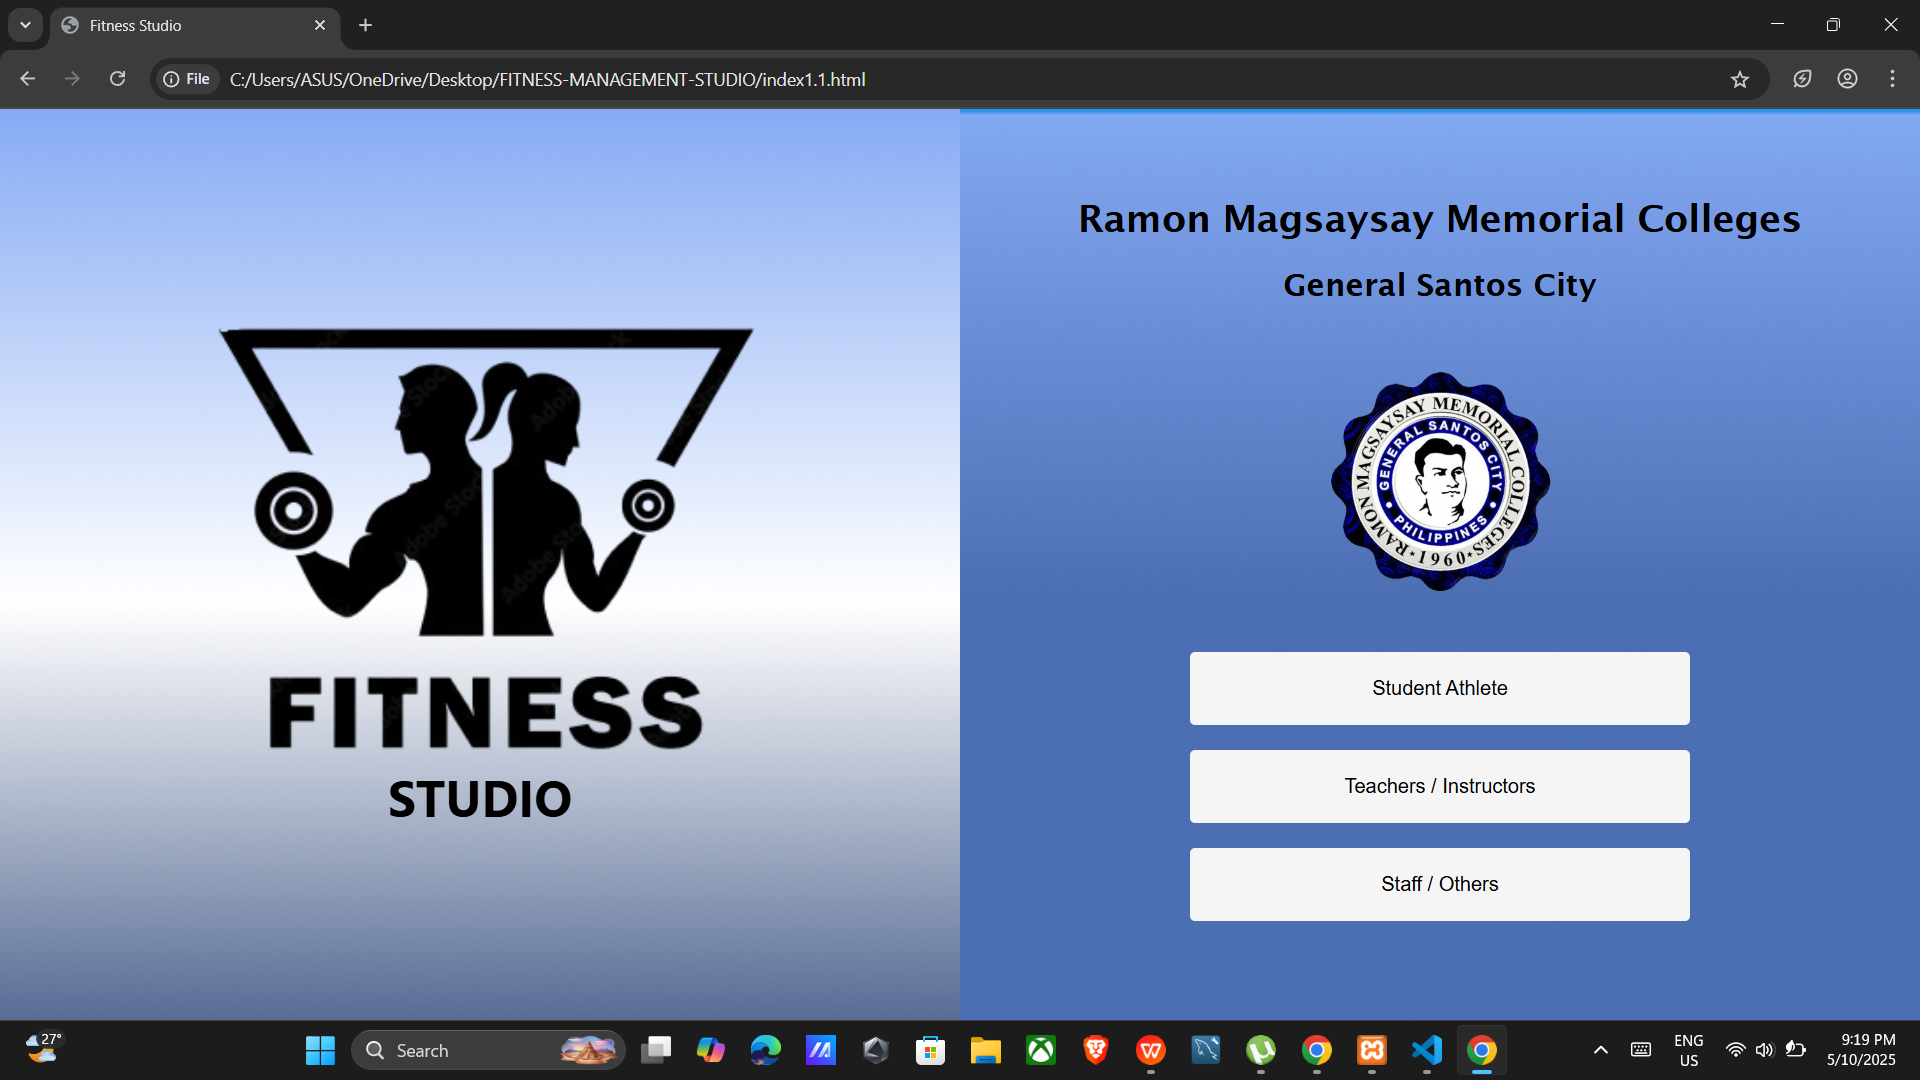 Fitness Studio
File
C:/Users/ASUS/OneDrive/Desktop/FITNESS-MANAGEMENT-STUDIO/index1.1.html
FITNESS
STUDIO
Ramon Magsaysay Memorial Colleges
General Santos City
RAMON MAGSAYSAY MEMORIAL COLLEGES
GENERAL SANTOS CITY
PHILIPPINES
1960
Student Athlete
Teachers / Instructors
Staff / Others
27°
Search
ENG
US
9:19 PM
5/10/2025